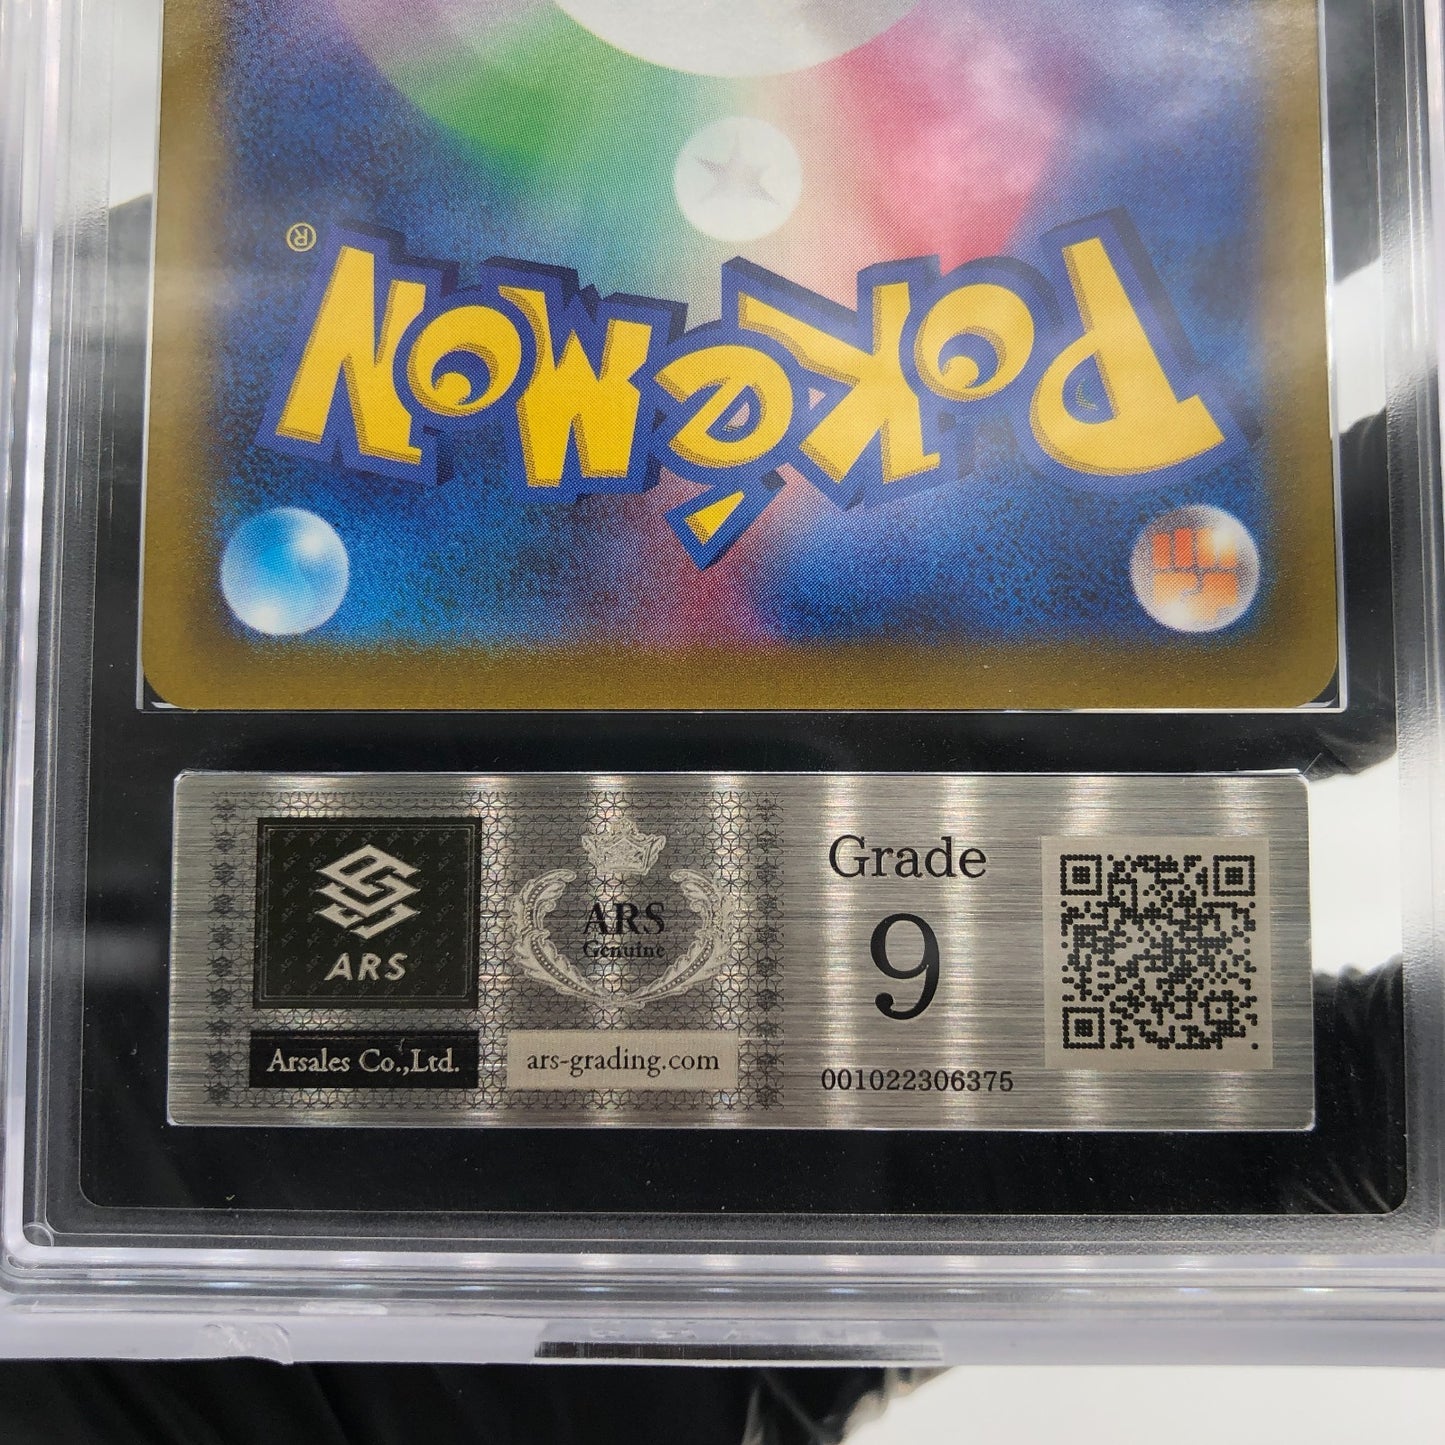 POKéMON
®
ARS
Arsales Co.,Ltd.
ARS
Genuine
ars-grading.com
Grade
9
001022306375